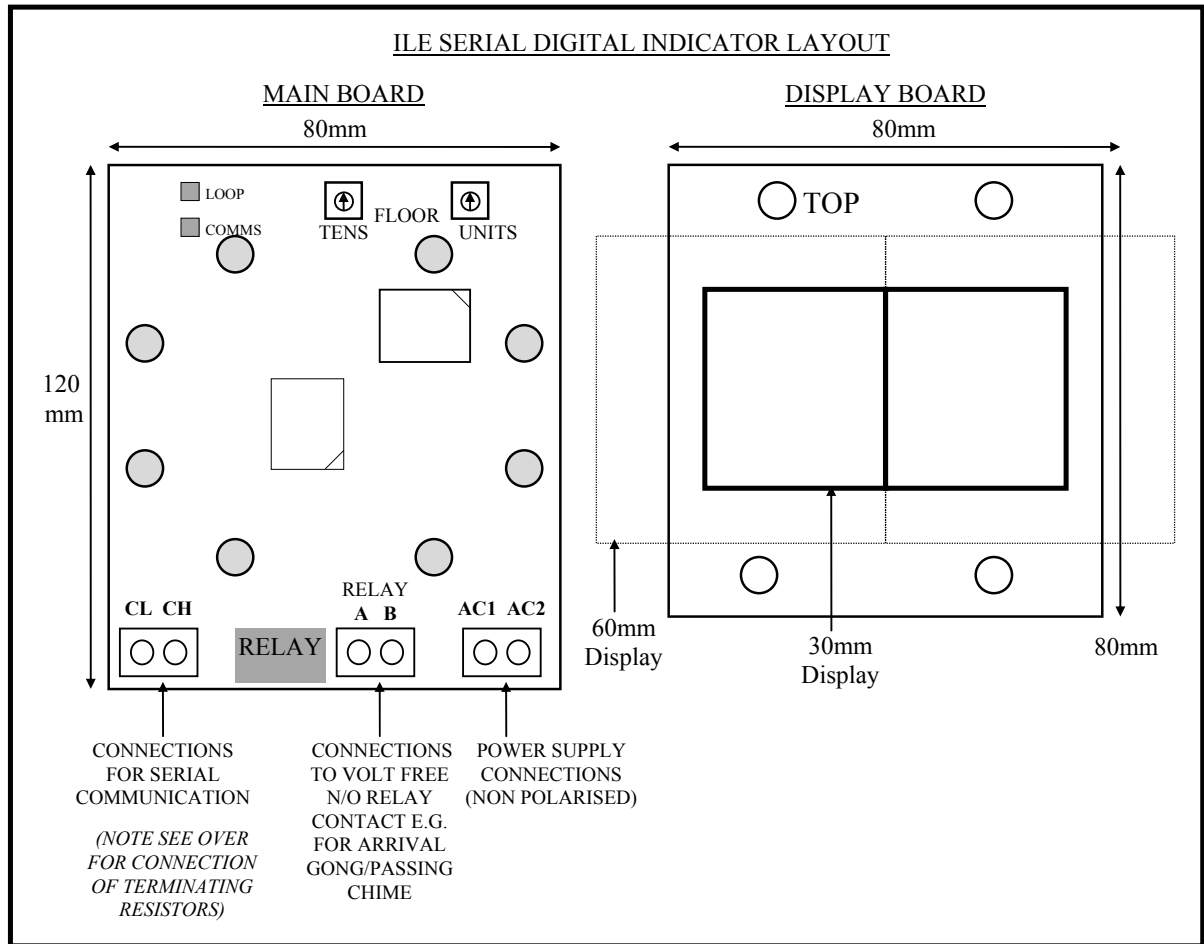 ILE SERIAL DIGITAL INDICATOR LAYOUT
MAIN BOARD
80mm
LOOP
COMMS
FLOOR
TENS
UNITS
120
mm
RELAY
CL CH
A B
AC1 AC2
RELAY
CONNECTIONS
FOR SERIAL
COMMUNICATION
(NOTE SEE OVER
FOR CONNECTION
OF TERMINATING
RESISTORS)
CONNECTIONS
TO VOLT FREE
N/O RELAY
CONTACT E.G.
FOR ARRIVAL
GONG/PASSING
CHIME
POWER SUPPLY
CONNECTIONS
(NON POLARISED)
DISPLAY BOARD
80mm
TOP
60mm
Display
30mm
Display
80mm